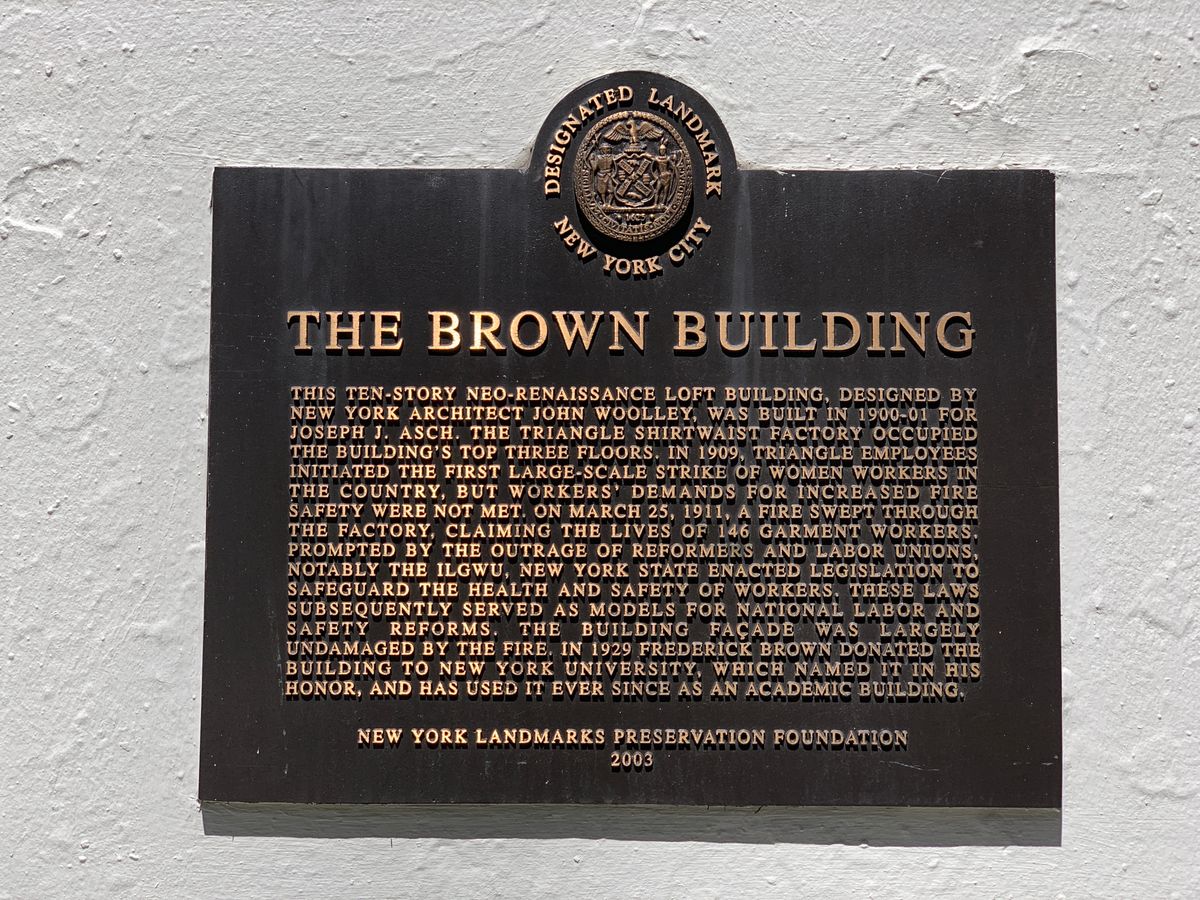 DESIGNATED LANDMARK
NEW YORK CITY
THE BROWN BUILDING
THIS TEN-STORY NEO-RENAISSANCE LOFT BUILDING, DESIGNED BY
NEW YORK ARCHITECT JOHN WOOLLEY, WAS BUILT IN 1900-01 FOR
JOSEPH J. ASCH. THE TRIANGLE SHIRTWAIST FACTORY OCCUPIED
THE BUILDING'S TOP THREE FLOORS. IN 1909, TRIANGLE EMPLOYEES
INITIATED THE FIRST LARGE-SCALE STRIKE OF WOMEN WORKERS IN
THE COUNTRY, BUT WORKERS' DEMANDS FOR INCREASED FIRE
SAFETY WERE NOT MET. ON MARCH 25, 1911, A FIRE SWEPT THROUGH
THE FACTORY, CLAIMING THE LIVES OF 146 GARMENT WORKERS.
PROMPTED BY THE OUTRAGE OF REFORMERS AND LABOR UNIONS,
NOTABLY THE ILGWU, NEW YORK STATE ENACTED LEGISLATION TO
SAFEGUARD THE HEALTH AND SAFETY OF WORKERS. THESE LAWS
SUBSEQUENTLY SERVED AS MODELS FOR NATIONAL LABOR AND
SAFETY REFORMS. THE BUILDING FAÇADE WAS LARGELY
UNDAMAGED BY THE FIRE. IN 1929 FREDERICK BROWN DONATED THE
BUILDING TO NEW YORK UNIVERSITY, WHICH NAMED IT IN HIS
HONOR, AND HAS USED IT EVER SINCE AS AN ACADEMIC BUILDING.
NEW YORK LANDMARKS PRESERVATION FOUNDATION
2003